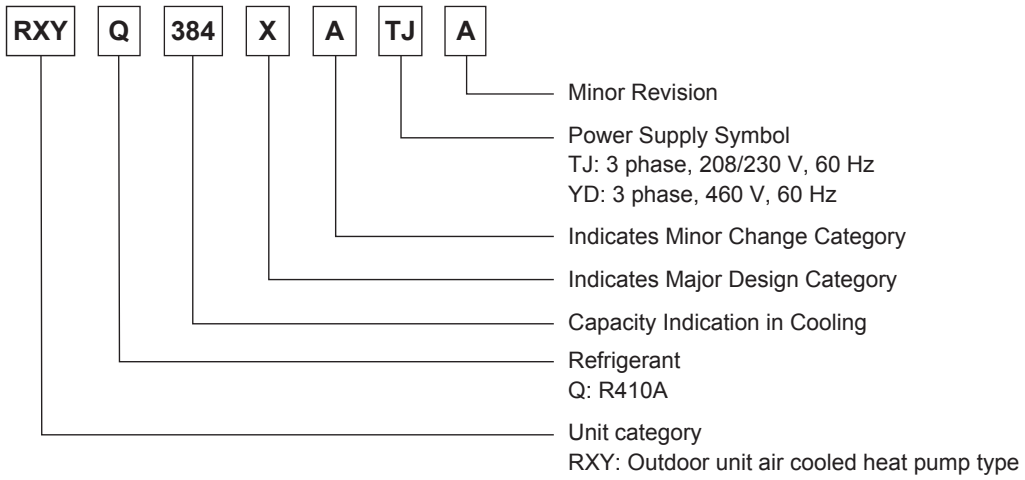 RXY Q 384 X A TJ A
Minor Revision
Power Supply Symbol
TJ: 3 phase, 208/230 V, 60 Hz
YD: 3 phase, 460 V, 60 Hz
Indicates Minor Change Category
Indicates Major Design Category
Capacity Indication in Cooling
Refrigerant
Q: R410A
Unit category
RXY: Outdoor unit air cooled heat pump type